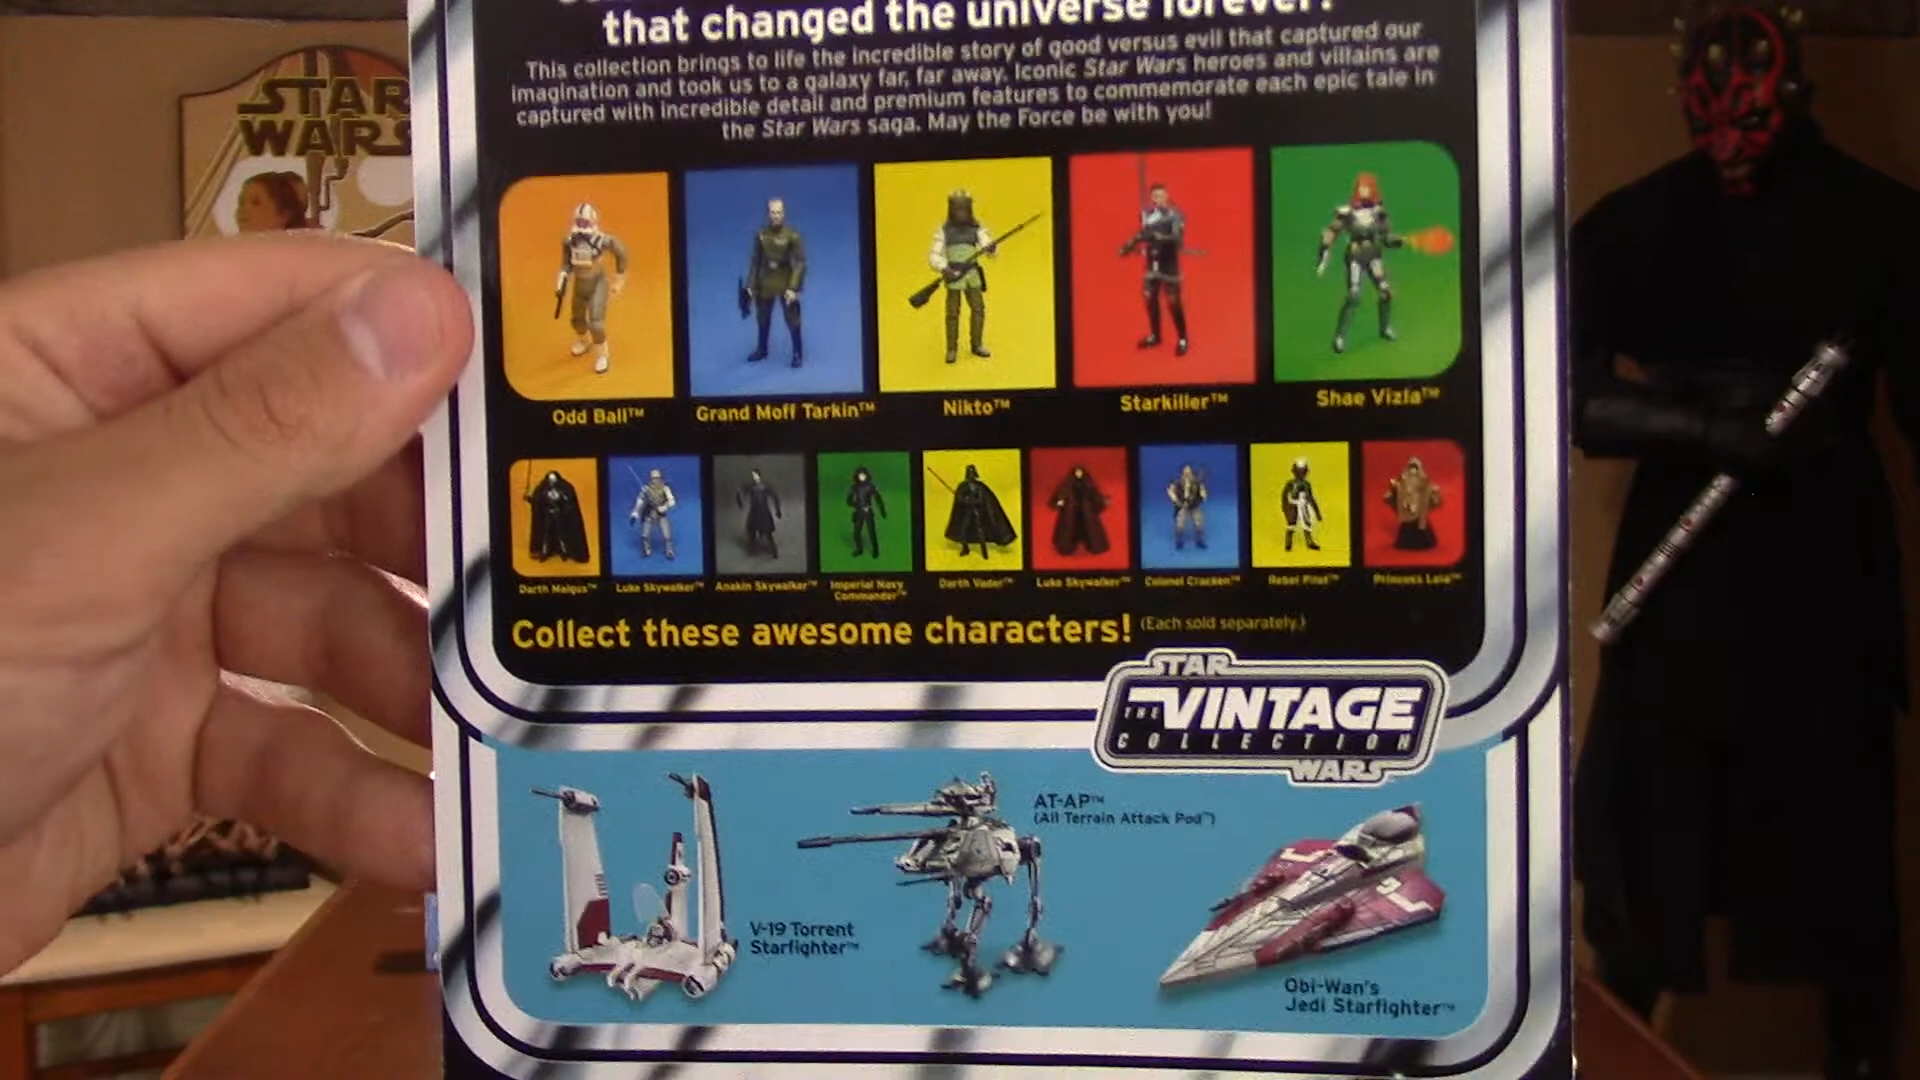 that changed the universe forever!
This collection brings to life the incredible story of good versus evil that captured our
imagination and took us to a galaxy far, far away. Iconic Star Wars heroes and villains are
captured with incredible detail and premium features to commemorate each epic tale in
the Star Wars saga. May the Force be with you!
STAR
WARS
Odd Ball™
Grand Moff Tarkin™
Nikto™
Starkiller™
Shae Vizla™
Darth Malgus™
Luke Skywalker™
Anakin Skywalker™
Imperial Navy
Commander™
Darth Vader™
Luke Skywalker™
Colonel Cracken™
Rebel Pilot™
Princess Leia™
Collect these awesome characters! (Each sold separately.)
STAR
THE VINTAGE
COLLECTION
WARS
AT-AP™
(All Terrain Attack Pod™)
V-19 Torrent
Starfighter™
Obi-Wan's
Jedi Starfighter™